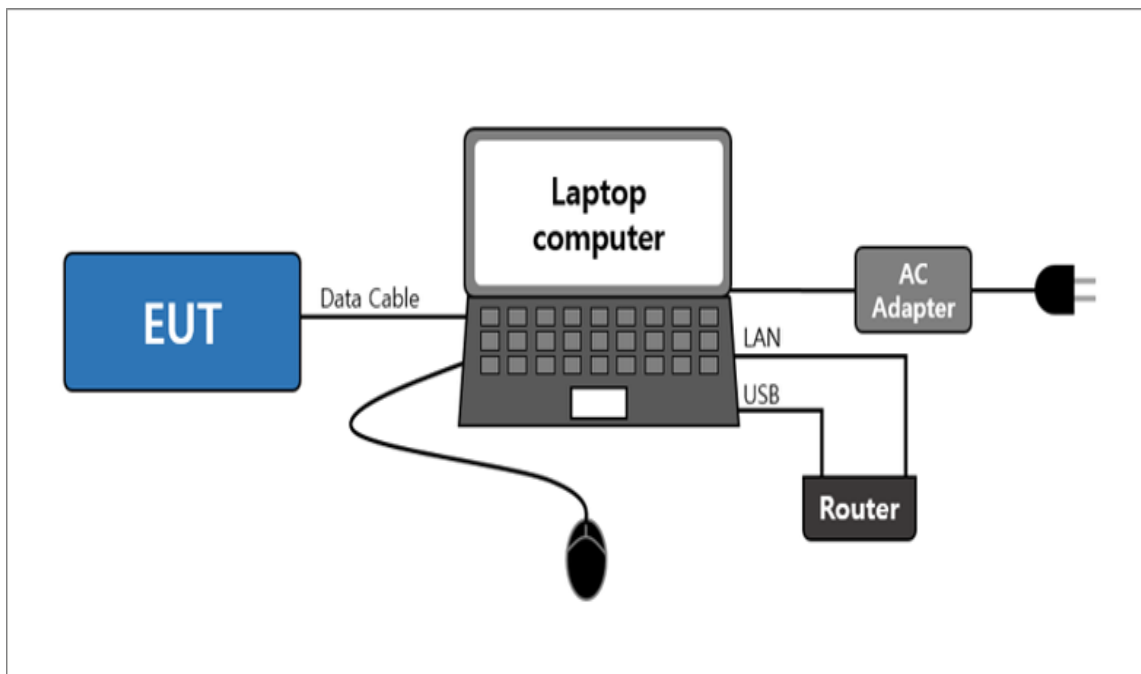 Laptop
computer
EUT
Data Cable
AC
Adapter
LAN
USB
Router